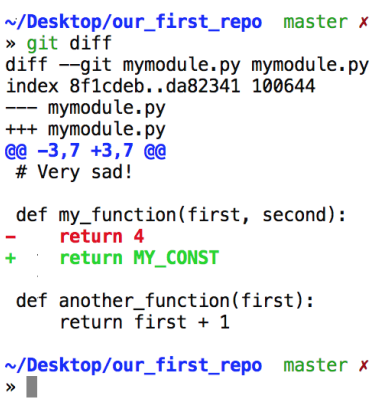 ~/Desktop/our_first_repo  master ✗
» git diff
diff --git mymodule.py mymodule.py
index 8f1cdeb..da82341 100644
--- mymodule.py
+++ mymodule.py
@@ -3,7 +3,7 @@
 # Very sad!

 def my_function(first, second):
-    return 4
+    return MY_CONST

 def another_function(first):
     return first + 1

~/Desktop/our_first_repo  master ✗
»